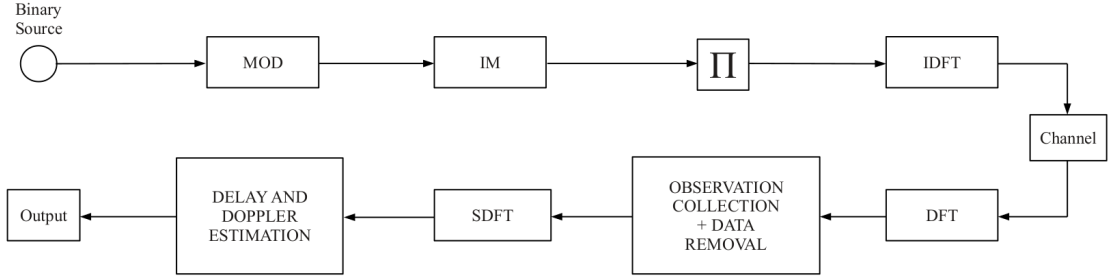 Binary
Source
MOD
IM
Π
IDFT
Channel
DFT
OBSERVATION
COLLECTION
+ DATA
REMOVAL
SDFT
DELAY AND
DOPPLER
ESTIMATION
Output